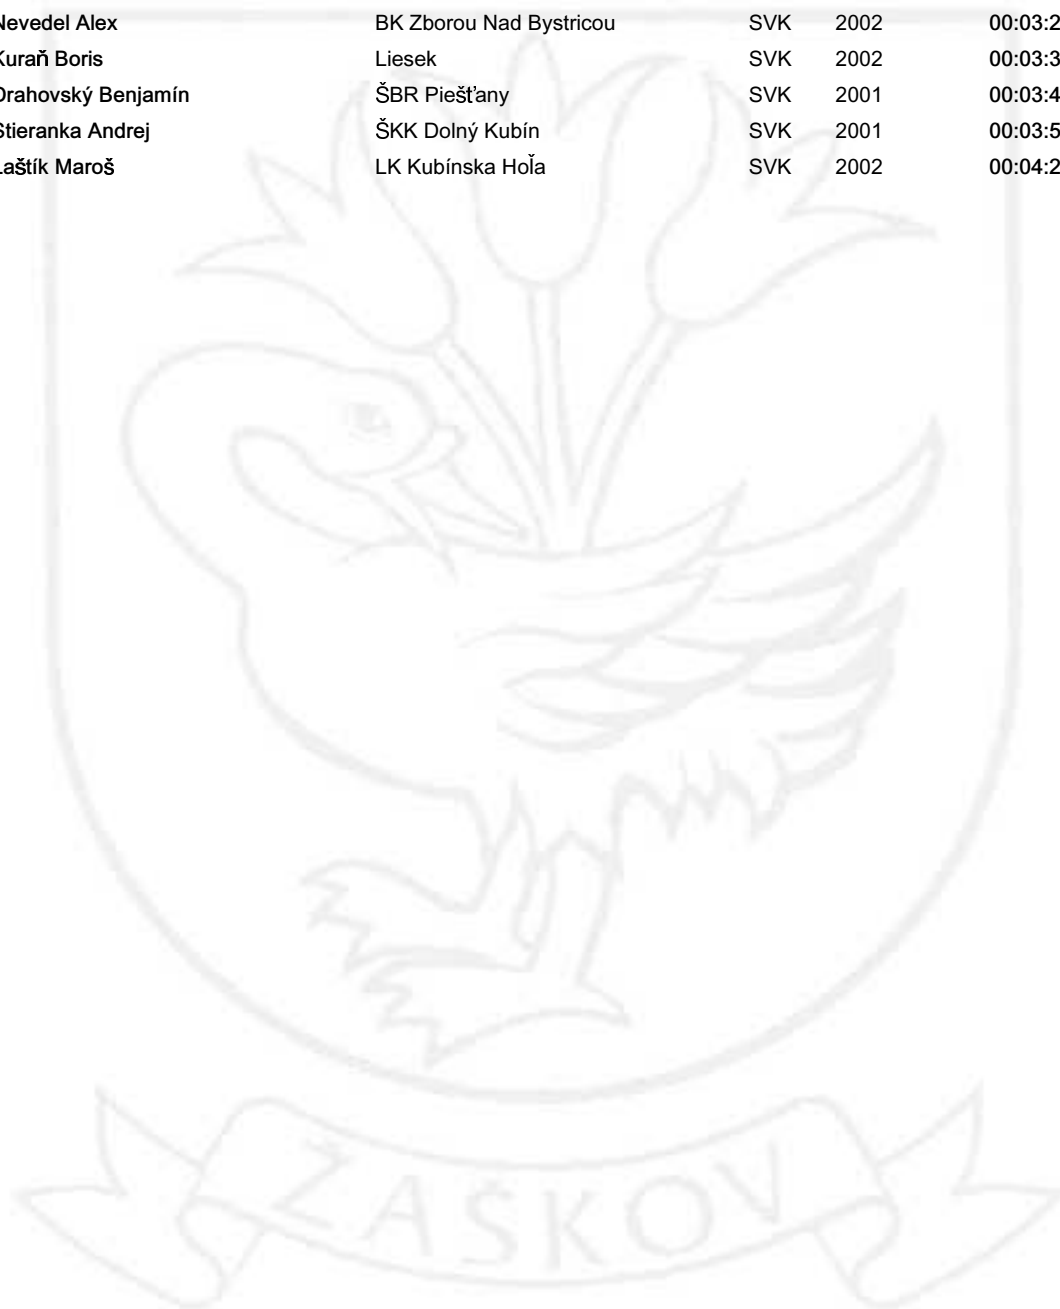 Nevedel Alex BK Zborou Nad Bystricou SVK 2002 00:03:2
Kuraň Boris Liesek SVK 2002 00:03:3
Drahovský Benjamín ŠBR Piešťany SVK 2001 00:03:4
Stieranka Andrej ŠKK Dolný Kubín SVK 2001 00:03:5
Laštík Maroš LK Kubínska Hoľa SVK 2002 00:04:2
ŽAŠKOV